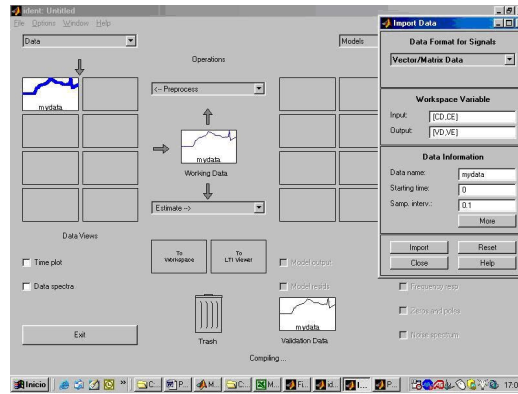 ident: Untitled
File Options Window Help
Data
Models
Operations
<-- Preprocess
mydata
mydata
Working Data
Estimate -->
Data Views
To Workspace
To LTI Viewer
Time plot
Data spectra
Model output
Model resids
Frequency resp
Zeros and poles
Noise spectrum
Exit
Trash
mydata
Validation Data
Compiling ...
Import Data
Data Format for Signals
Vector/Matrix Data
Workspace Variable
Input: [CD,CE]
Output: [VD,VE]
Data Information
Data name: mydata
Starting time: 0
Samp. interv.: 0.1
More
Import Reset
Close Help
Inicio
C:...
P...
M...
C:...
M...
Fi...
id...
I...
P...
17:0